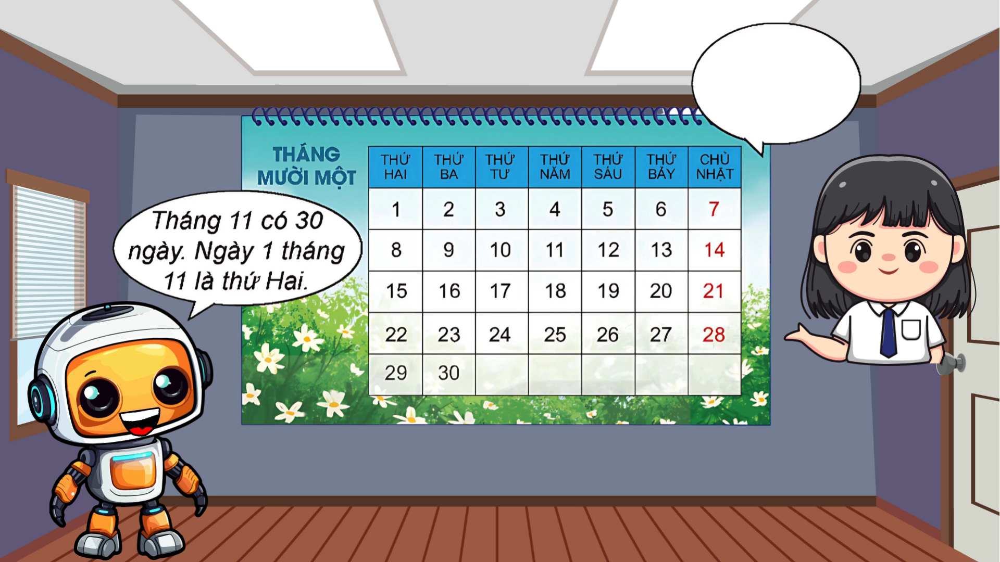 THÁNG
MƯỜI MỘT
THỨ HAI THỨ BA THỨ TƯ THỨ NĂM THỨ SÁU THỨ BẢY CHỦ NHẬT
1 2 3 4 5 6 7
8 9 10 11 12 13 14
15 16 17 18 19 20 21
22 23 24 25 26 27 28
29 30
Tháng 11 có 30
ngày. Ngày 1 tháng
11 là thứ Hai.